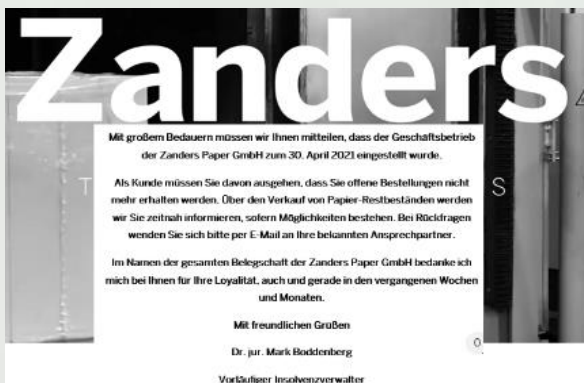 Zanders
Mit großem Bedauern müssen wir Ihnen mitteilen, dass der Geschäftsbetrieb
der Zanders Paper GmbH zum 30. April 2021 eingestellt wurde.
Als Kunde müssen Sie davon ausgehen, dass Sie offene Bestellungen nicht
mehr erhalten werden. Über den Verkauf von Papier-Restbeständen werden
wir Sie zeitnah informieren, sofern Möglichkeiten bestehen. Bei Rückfragen
wenden Sie sich bitte per E-Mail an Ihre bekannten Ansprechpartner.
T
S
Im Namen der gesamten Belegschaft der Zanders Paper GmbH bedanke ich
mich bei Ihnen für Ihre Loyalität, auch und gerade in den vergangenen Wochen
und Monaten.
Mit freundlichen Grüßen
Dr. jur. Mark Boddenberg
Vorläufiger Insolvenzverwalter